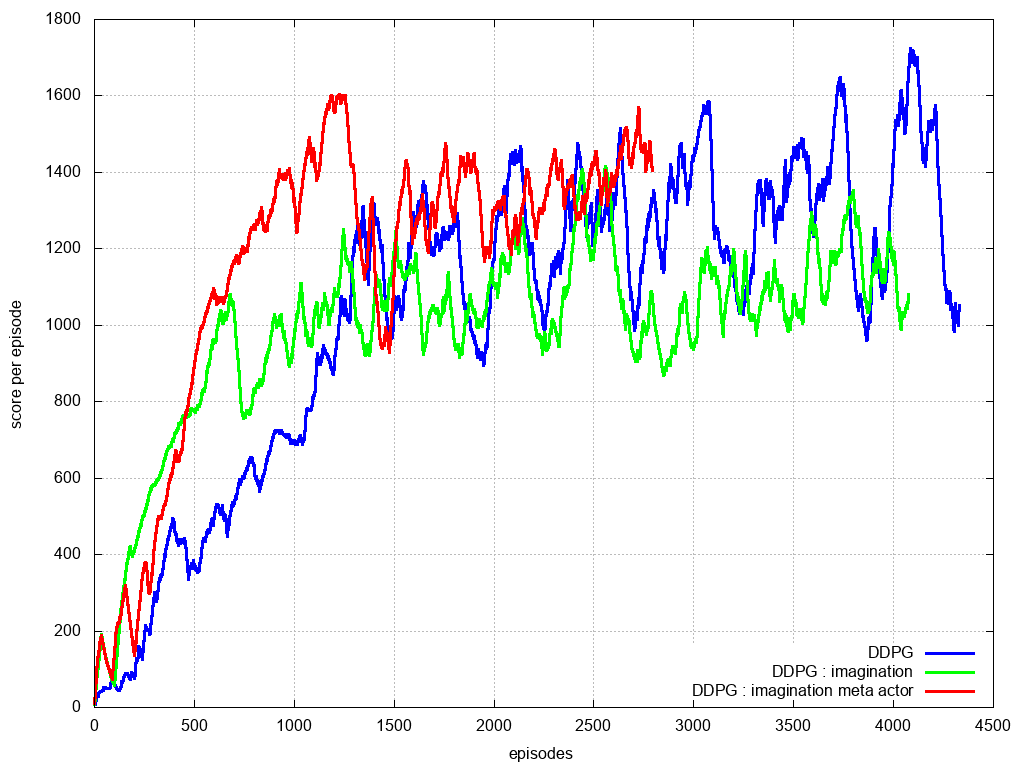 1800
1600
1400
1200
1000
800
600
400
200
0
score per episode
DDPG
DDPG : imagination
DDPG : imagination meta actor
0 500 1000 1500 2000 2500 3000 3500 4000 4500
episodes